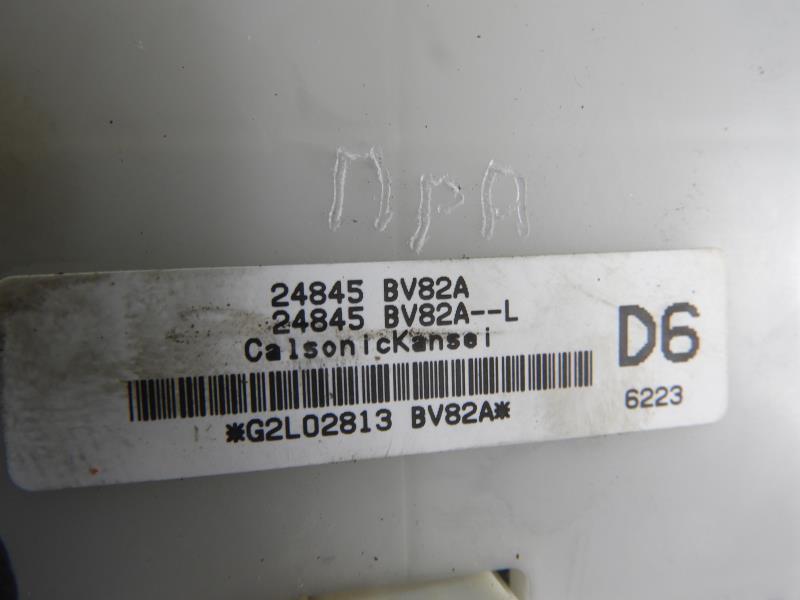 ПРА
24845 BV82A
24845 BV82A--L
CalsonicKansei
*G2L02813 BV82A*
D6
6223